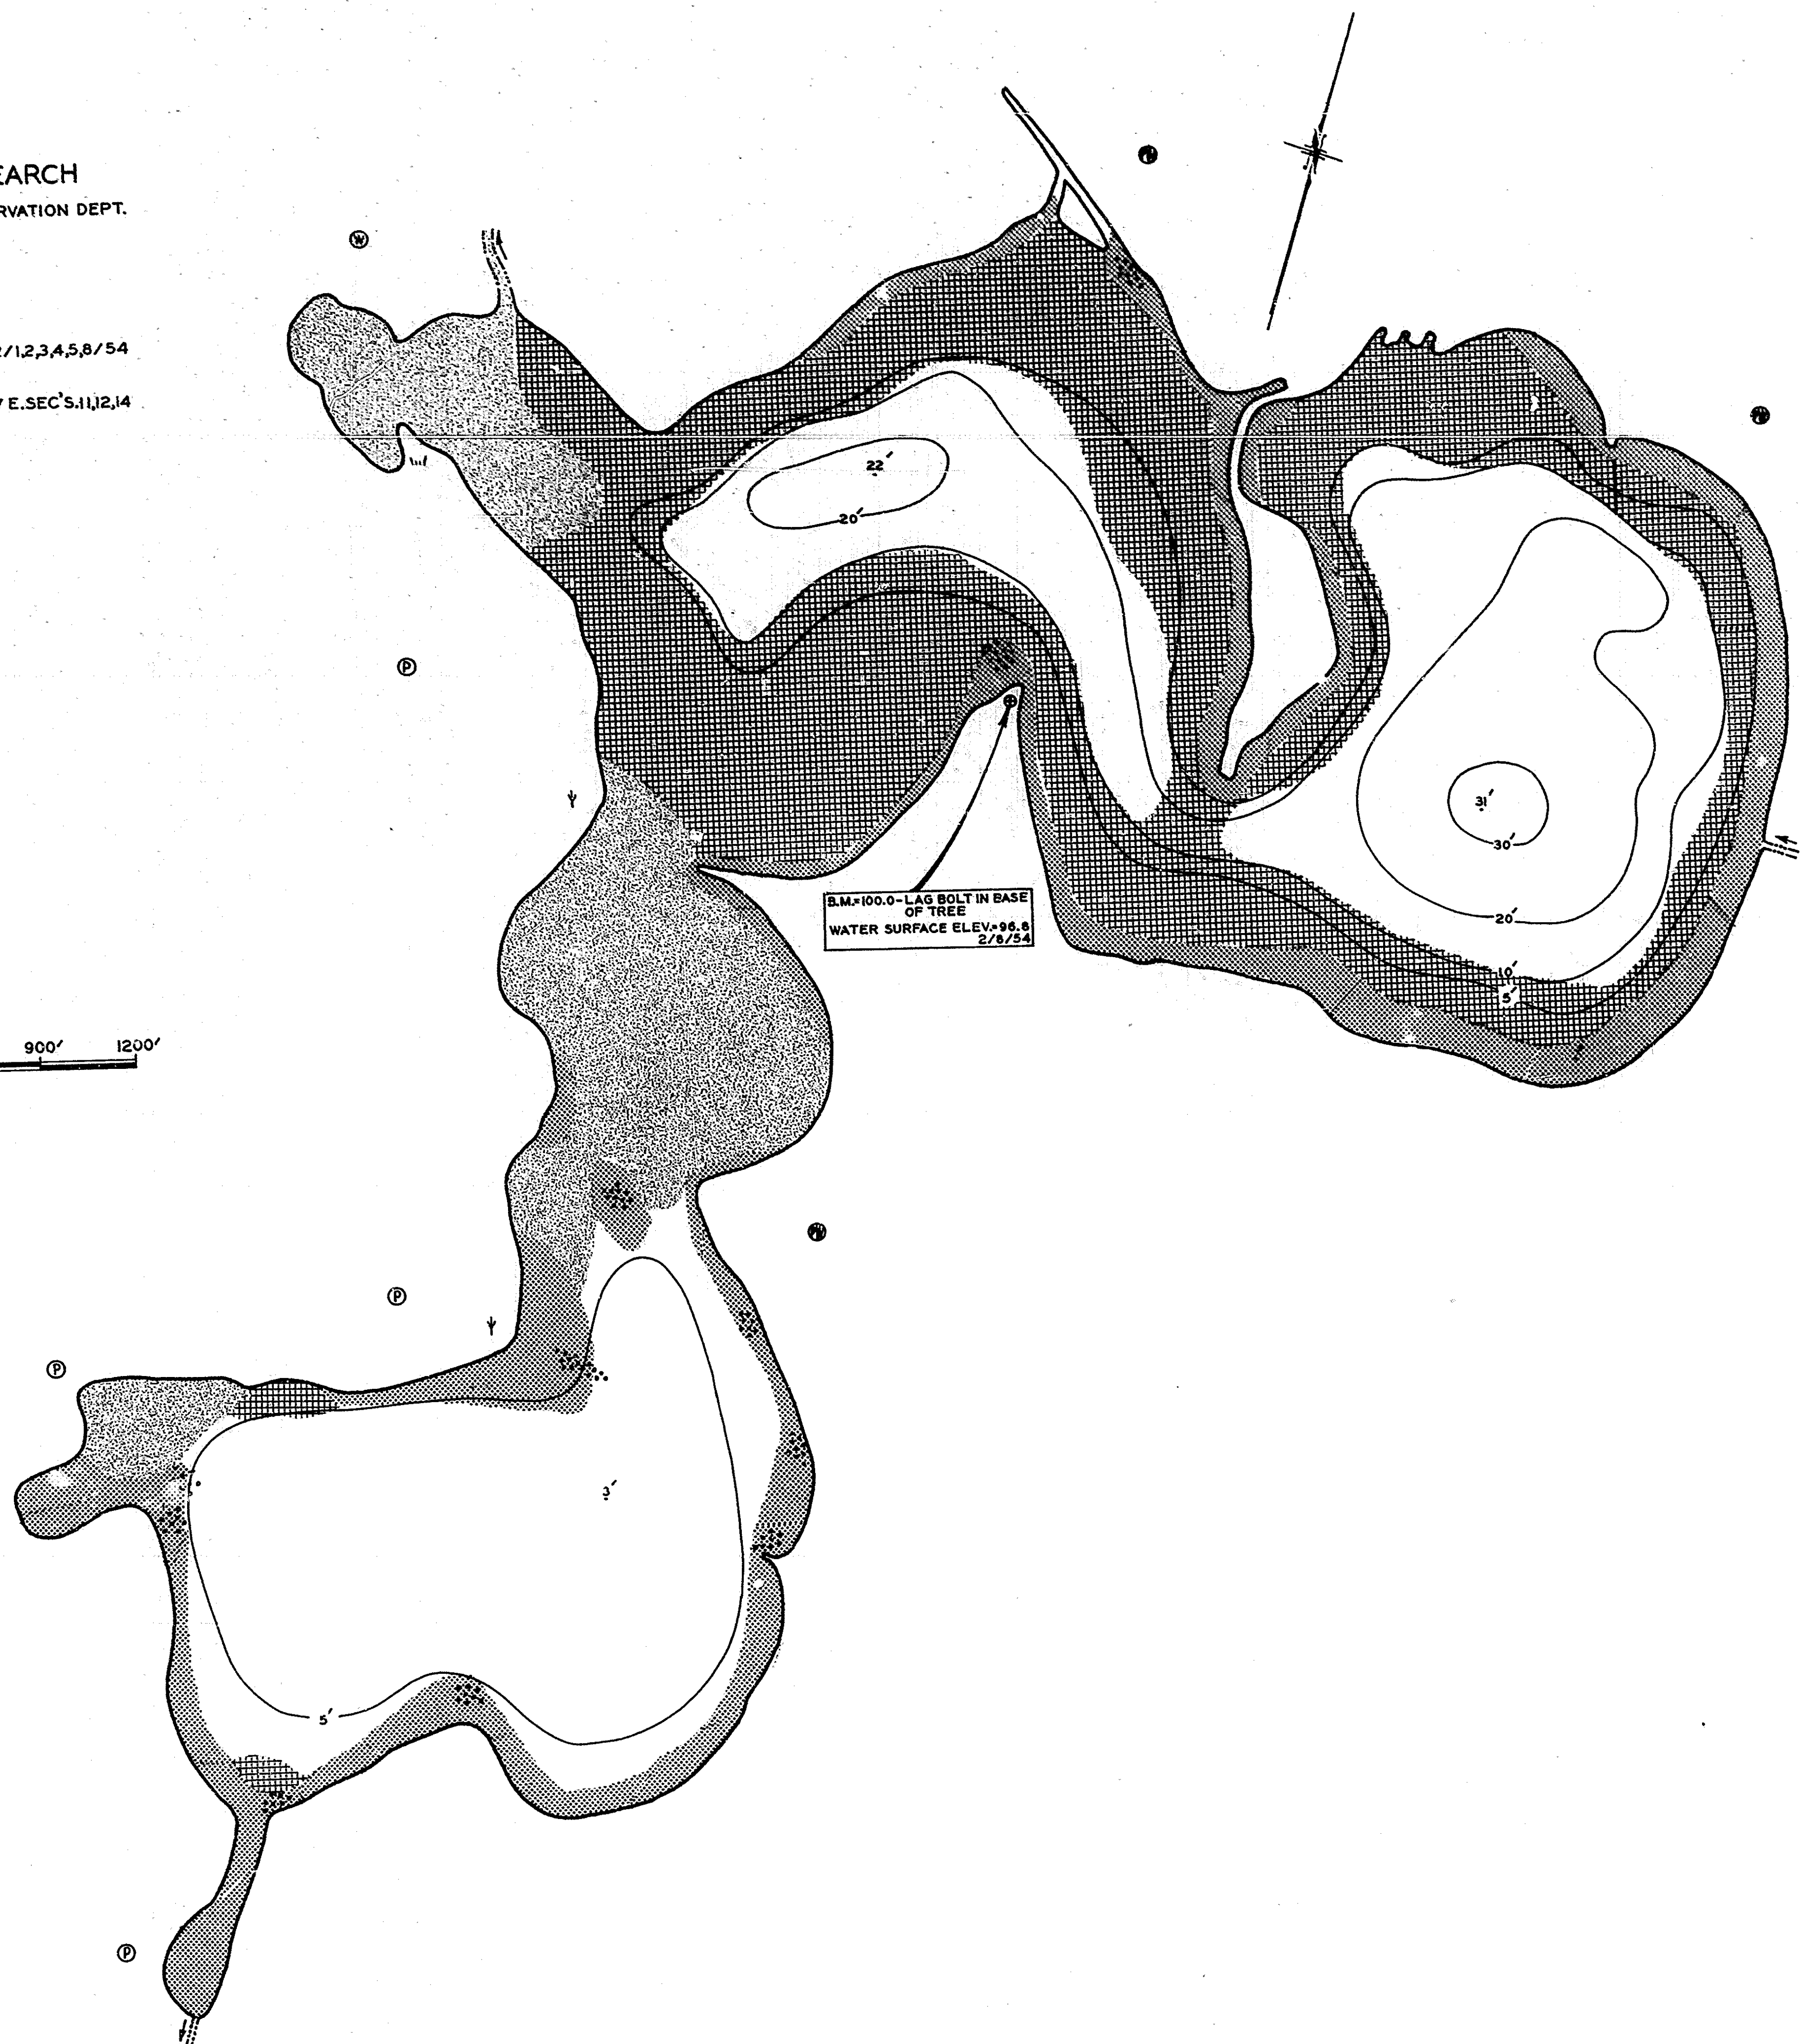 EARCH
RVATION DEPT.
2/1,2,3,4,5,8/54
E.SEC'S.11,12,14
W
P
22'
20'
31'
30'
20'
10'
5'
B.M.=100.0-LAG BOLT IN BASE
OF TREE
WATER SURFACE ELEV.=96.8
2/8/54
900' 1200'
P
P
3'
5'
P